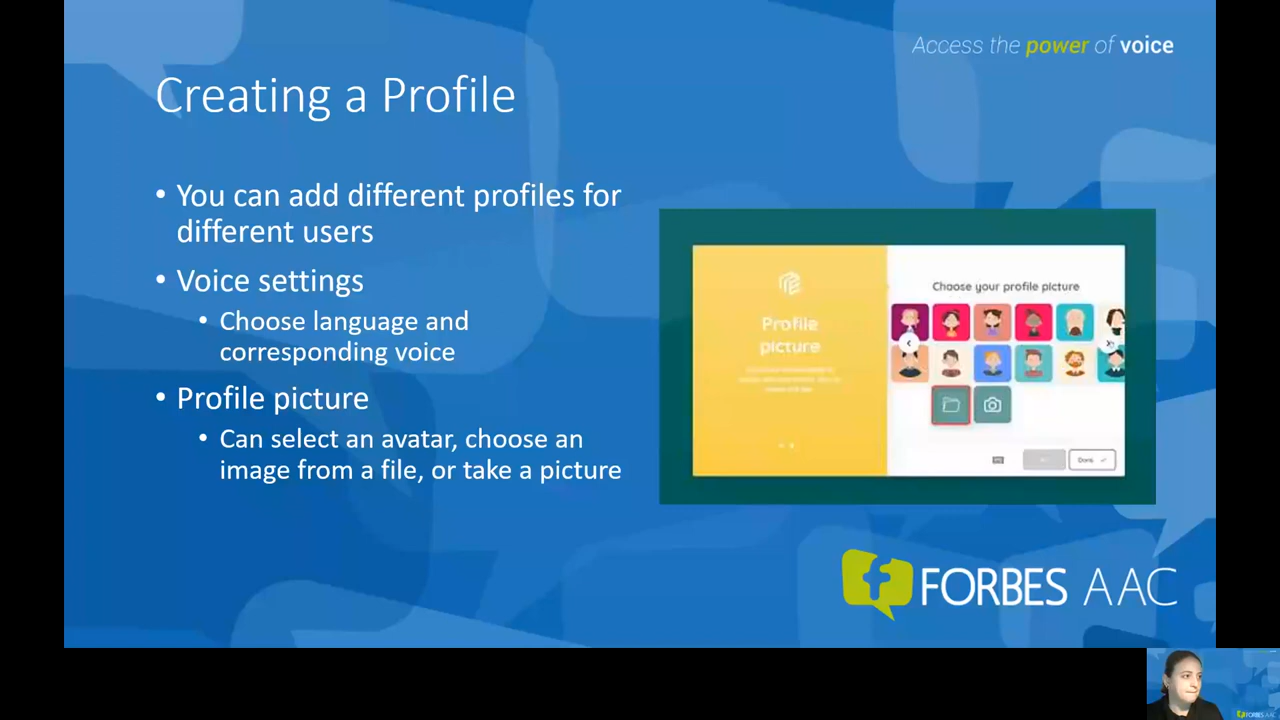 Access the power of voice
Creating a Profile
• You can add different profiles for
different users
• Voice settings
• Choose language and
corresponding voice
• Profile picture
• Can select an avatar, choose an
image from a file, or take a picture
Profile
picture
Choose your profile picture
Done
FORBES AAC
FORBES AAC